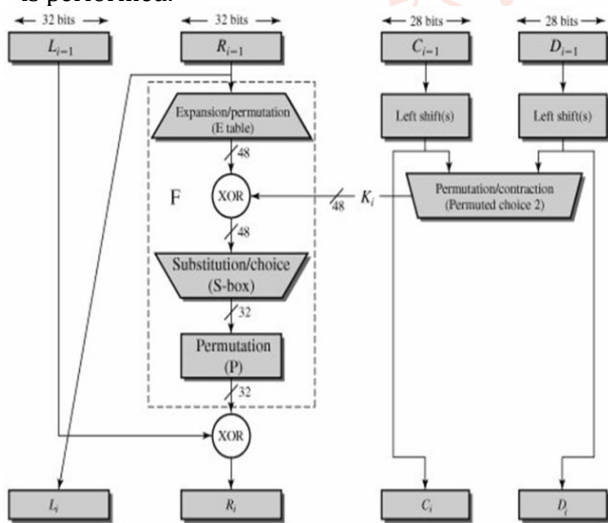 is performed.
32 bits 32 bits 28 bits 28 bits
Lᵢ₋₁ Rᵢ₋₁ Cᵢ₋₁ Dᵢ₋₁
Expansion/permutation
(E table)
Left shift(s) Left shift(s)
48
F XOR 48 Kᵢ Permutation/contraction
(Permuted choice 2)
48
Substitution/choice
(S-box)
32
Permutation
(P)
32
XOR
Lᵢ Rᵢ Cᵢ Dᵢ